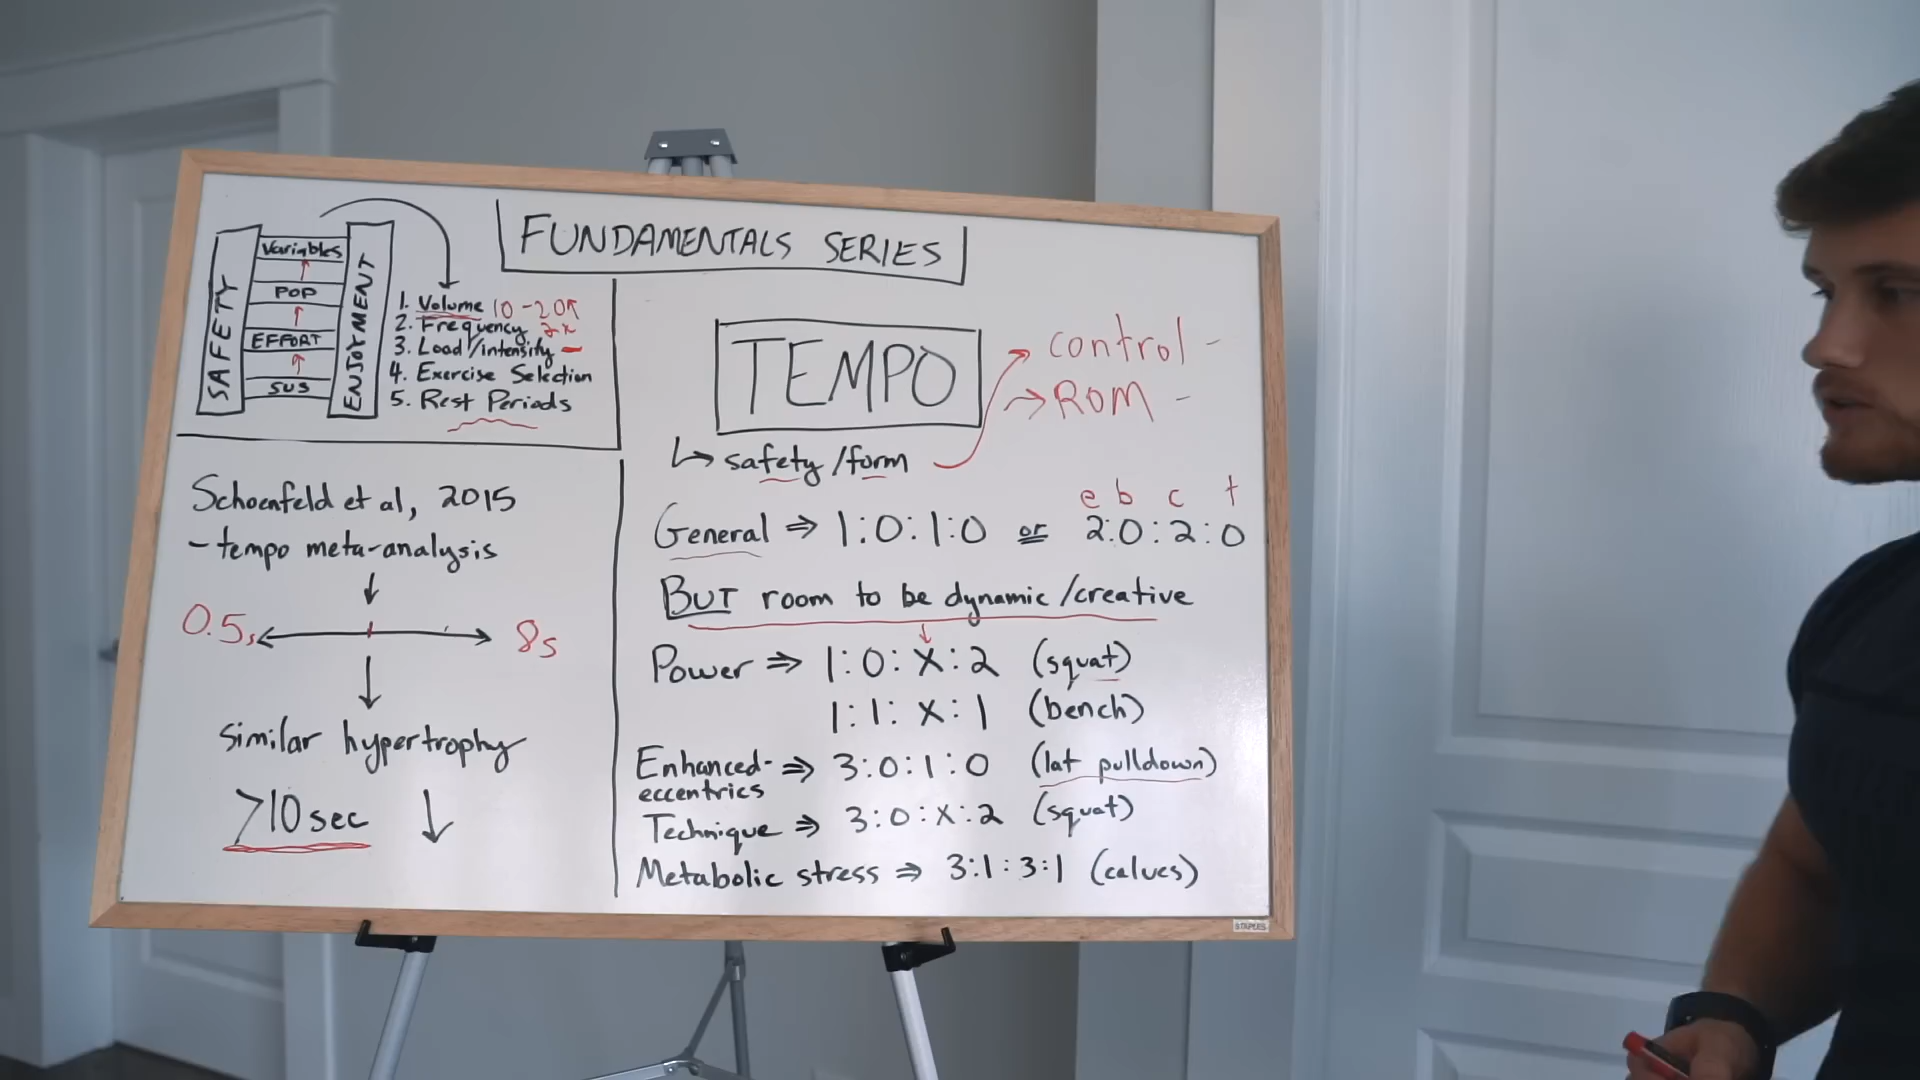 FUNDAMENTALS SERIES
SAFETY
Variables
POP
EFFORT
SUS
ENJOYMENT
1. Volume 10-20
2. Frequency 2x
3. Load/intensity
4. Exercise Selection
5. Rest Periods
Schoenfeld et al, 2015
- tempo meta-analysis
0.5s
8s
similar hypertrophy
>10sec ↓
TEMPO
control -
ROM -
safety/form
e b c t
General ⇒ 1:0:1:0 or 2:0:2:0
BUT room to be dynamic/creative
Power ⇒ 1:0:X:2 (squat)
1:1:X:1 (bench)
Enhanced-
eccentrics ⇒ 3:0:1:0 (lat pulldown)
Technique ⇒ 3:0:X:2 (squat)
Metabolic stress ⇒ 3:1:3:1 (calves)
STAPLES